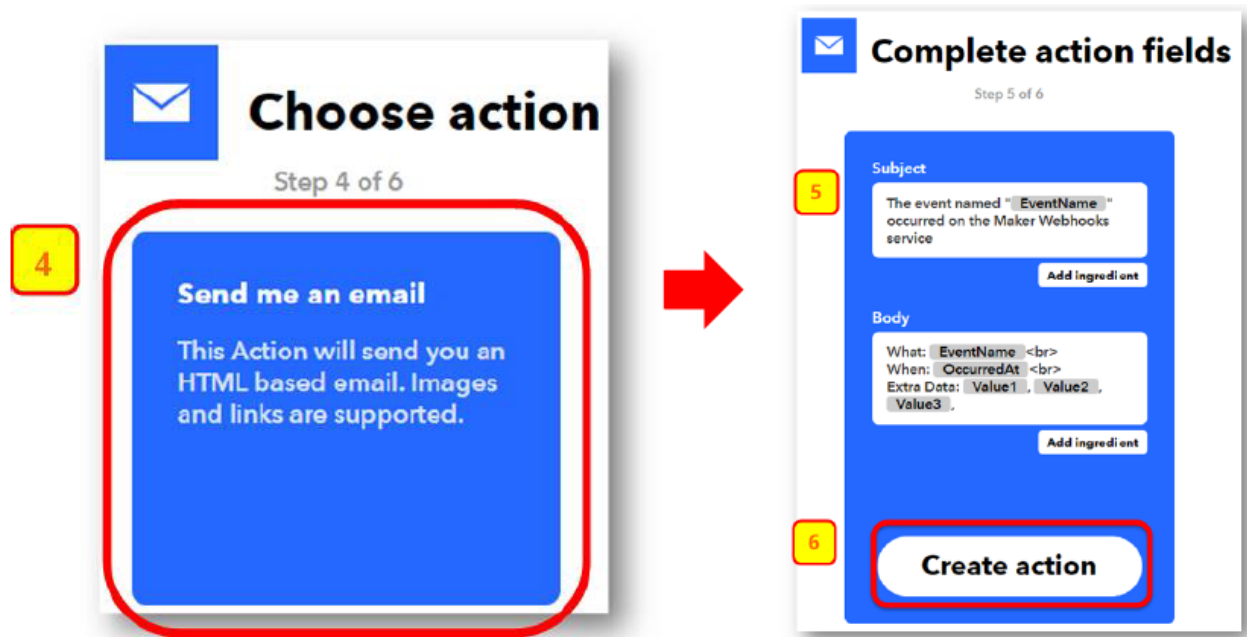 Choose action
Step 4 of 6
4
Send me an email
This Action will send you an
HTML based email. Images
and links are supported.
Complete action fields
Step 5 of 6
5
Subject
The event named " EventName "
occurred on the Maker Webhooks
service
Add ingredient
Body
What: EventName <br>
When: OccurredAt <br>
Extra Data: Value1 , Value2 ,
Value3 ,
Add ingredient
6
Create action